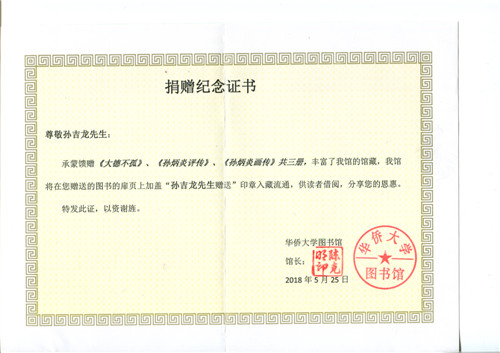 捐赠纪念证书
尊敬孙吉龙先生：
承蒙馈赠《大德不孤》、《孙炳炎评传》、《孙炳炎画传》共三册，丰富了我馆的馆藏，我馆
将在您赠送的图书的扉页上加盖“孙吉龙先生赠送”印章入藏流通，供读者借阅，分享您的恩惠。
特发此证，以资谢旌。
华侨大学图书馆
馆长：
陈克明印
2018 年 5 月 25 日
华侨大学
图书馆